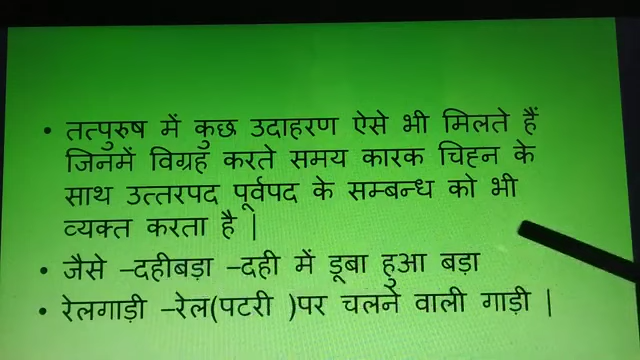 • तत्पुरुष में कुछ उदाहरण ऐसे भी मिलते हैं
जिनमें विग्रह करते समय कारक चिह्न के
साथ उत्तरपद पूर्वपद के सम्बन्ध को भी
व्यक्त करता है |
• जैसे –दहीबड़ा –दही में डूबा हुआ बड़ा
• रेलगाड़ी –रेल(पटरी )पर चलने वाली गाड़ी |